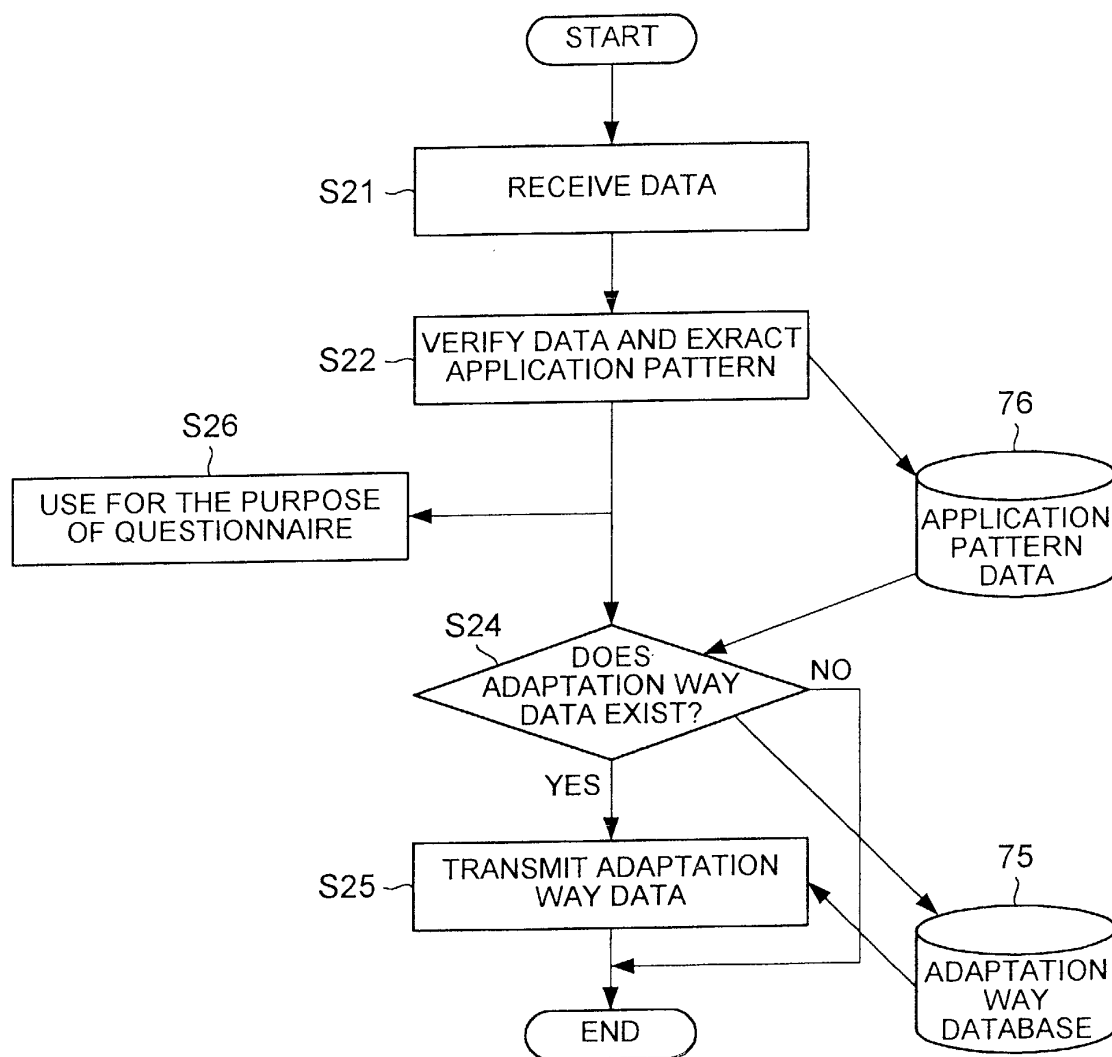 START
S21
RECEIVE DATA
S22
VERIFY DATA AND EXRACT
APPLICATION PATTERN
76
APPLICATION
PATTERN
DATA
S26
USE FOR THE PURPOSE
OF QUESTIONNAIRE
S24
DOES
ADAPTATION WAY
DATA EXIST?
NO
YES
S25
TRANSMIT ADAPTATION
WAY DATA
75
ADAPTATION
WAY
DATABASE
END